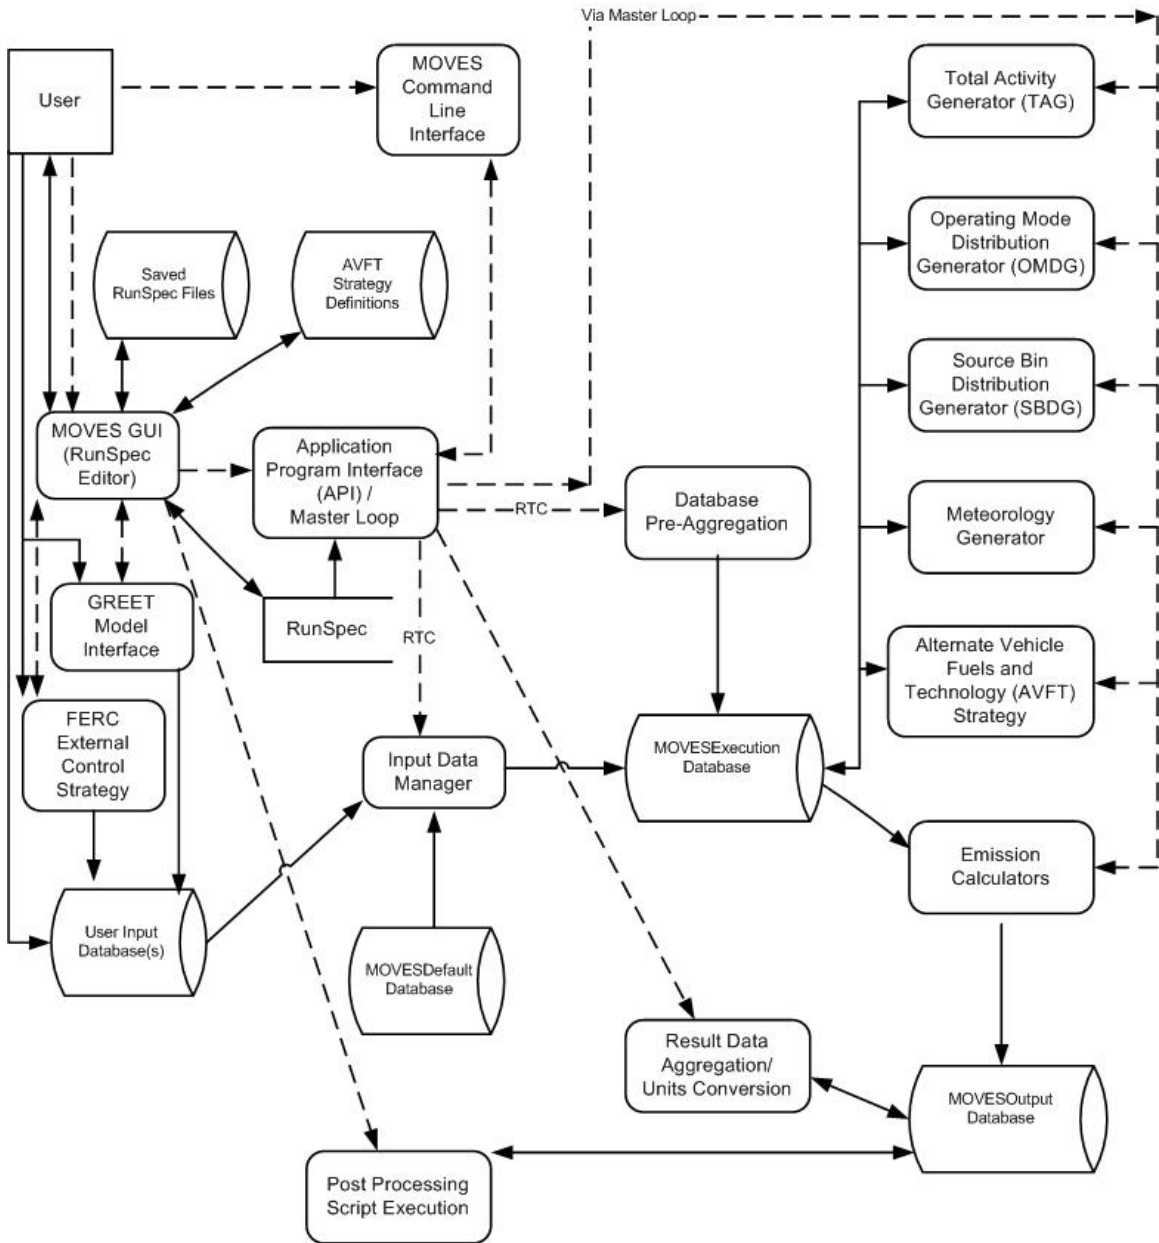 Via Master Loop
User
MOVES
Command
Line
Interface
Total Activity
Generator (TAG)
Operating Mode
Distribution
Generator (OMDG)
Saved
RunSpec Files
AVFT
Strategy
Definitions
Source Bin
Distribution
Generator (SBDG)
MOVES GUI
(RunSpec
Editor)
Application
Program Interface
(API) /
Master Loop
RTC
Database
Pre-Aggregation
Meteorology
Generator
GREET
Model
Interface
RunSpec
RTC
Alternate Vehicle
Fuels and
Technology (AVFT)
Strategy
FERC
External
Control
Strategy
Input Data
Manager
MOVESExecution
Database
Emission
Calculators
User Input
Database(s)
MOVESDefault
Database
Result Data
Aggregation/
Units Conversion
MOVESOutput
Database
Post Processing
Script Execution